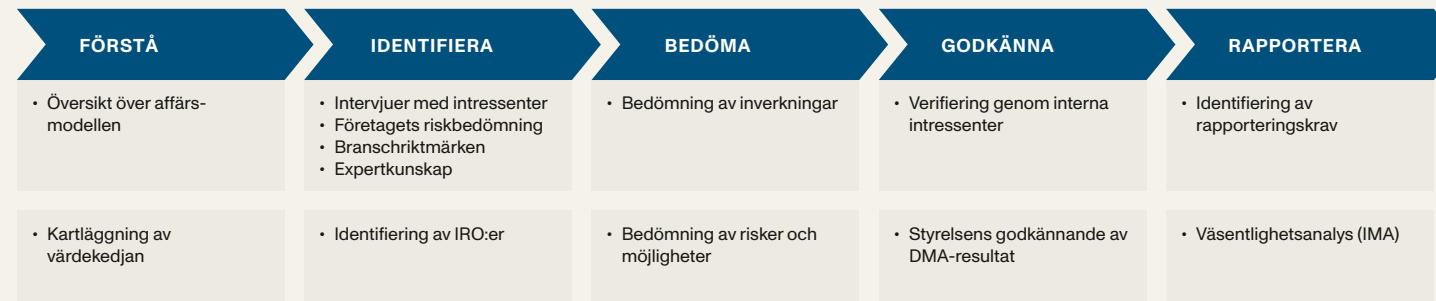 FÖRSTÅ
IDENTIFIERA
BEDÖMA
GODKÄNNA
RAPPORTERA
• Översikt över affärs-
modellen
• Intervjuer med intressenter
• Företagets riskbedömning
• Branschriktmärken
• Expertkunskap
• Bedömning av inverkningar
• Verifiering genom interna
intressenter
• Identifiering av
rapporteringskrav
• Kartläggning av
värdekedjan
• Identifiering av IRO:er
• Bedömning av risker och
möjligheter
• Styrelsens godkännande av
DMA-resultat
• Väsentlighetsanalys (IMA)